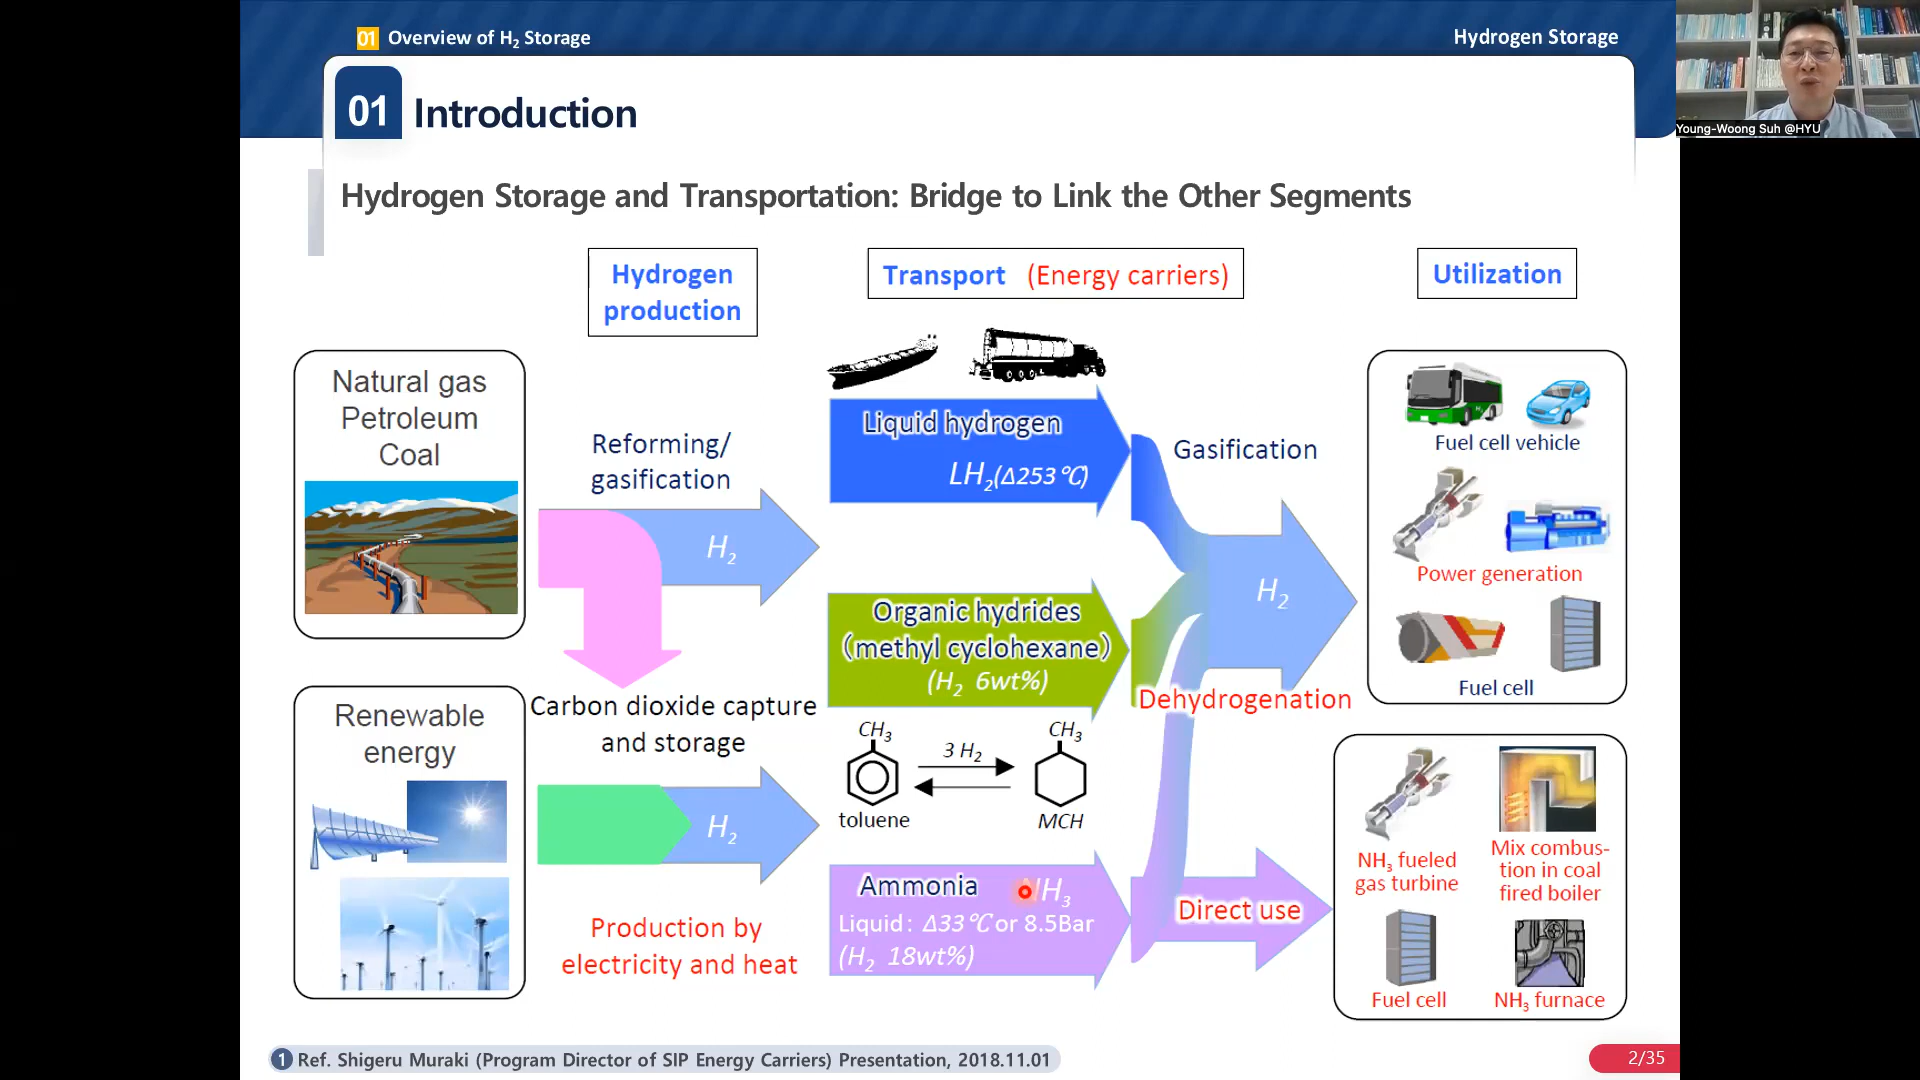 01 Overview of H₂ Storage
Hydrogen Storage
Young-Woong Suh @HYU
01 Introduction
Hydrogen Storage and Transportation: Bridge to Link the Other Segments
Hydrogen
production
Transport (Energy carriers)
Utilization
Natural gas
Petroleum
Coal
Reforming/
gasification
H₂
Carbon dioxide capture
and storage
Renewable
energy
H₂
Production by
electricity and heat
Liquid hydrogen
LH₂(Δ253℃)
Organic hydrides
(methyl cyclohexane)
(H₂ 6wt%)
CH₃
3 H₂
CH₃
toluene
MCH
Ammonia NH₃
Liquid: Δ33℃ or 8.5Bar
(H₂ 18wt%)
Gasification
H₂
Dehydrogenation
Direct use
Fuel cell vehicle
Power generation
Fuel cell
NH₃ fueled
gas turbine
Mix combus-
tion in coal
fired boiler
Fuel cell
NH₃ furnace
1 Ref. Shigeru Muraki (Program Director of SIP Energy Carriers) Presentation, 2018.11.01
2/35